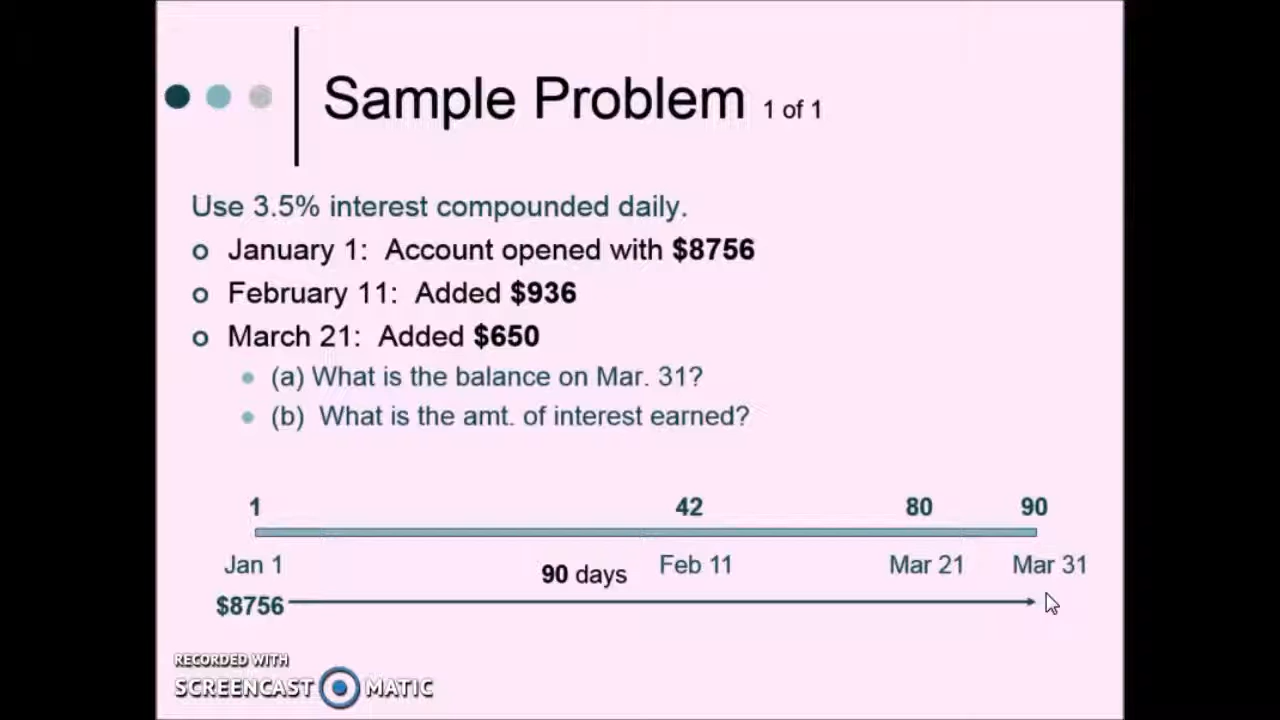 Sample Problem 1 of 1
Use 3.5% interest compounded daily.
January 1: Account opened with $8756
February 11: Added $936
March 21: Added $650
(a) What is the balance on Mar. 31?
(b) What is the amt. of interest earned?
1 42 80 90
Jan 1 90 days Feb 11 Mar 21 Mar 31
$8756
RECORDED WITH
SCREENCAST MATIC